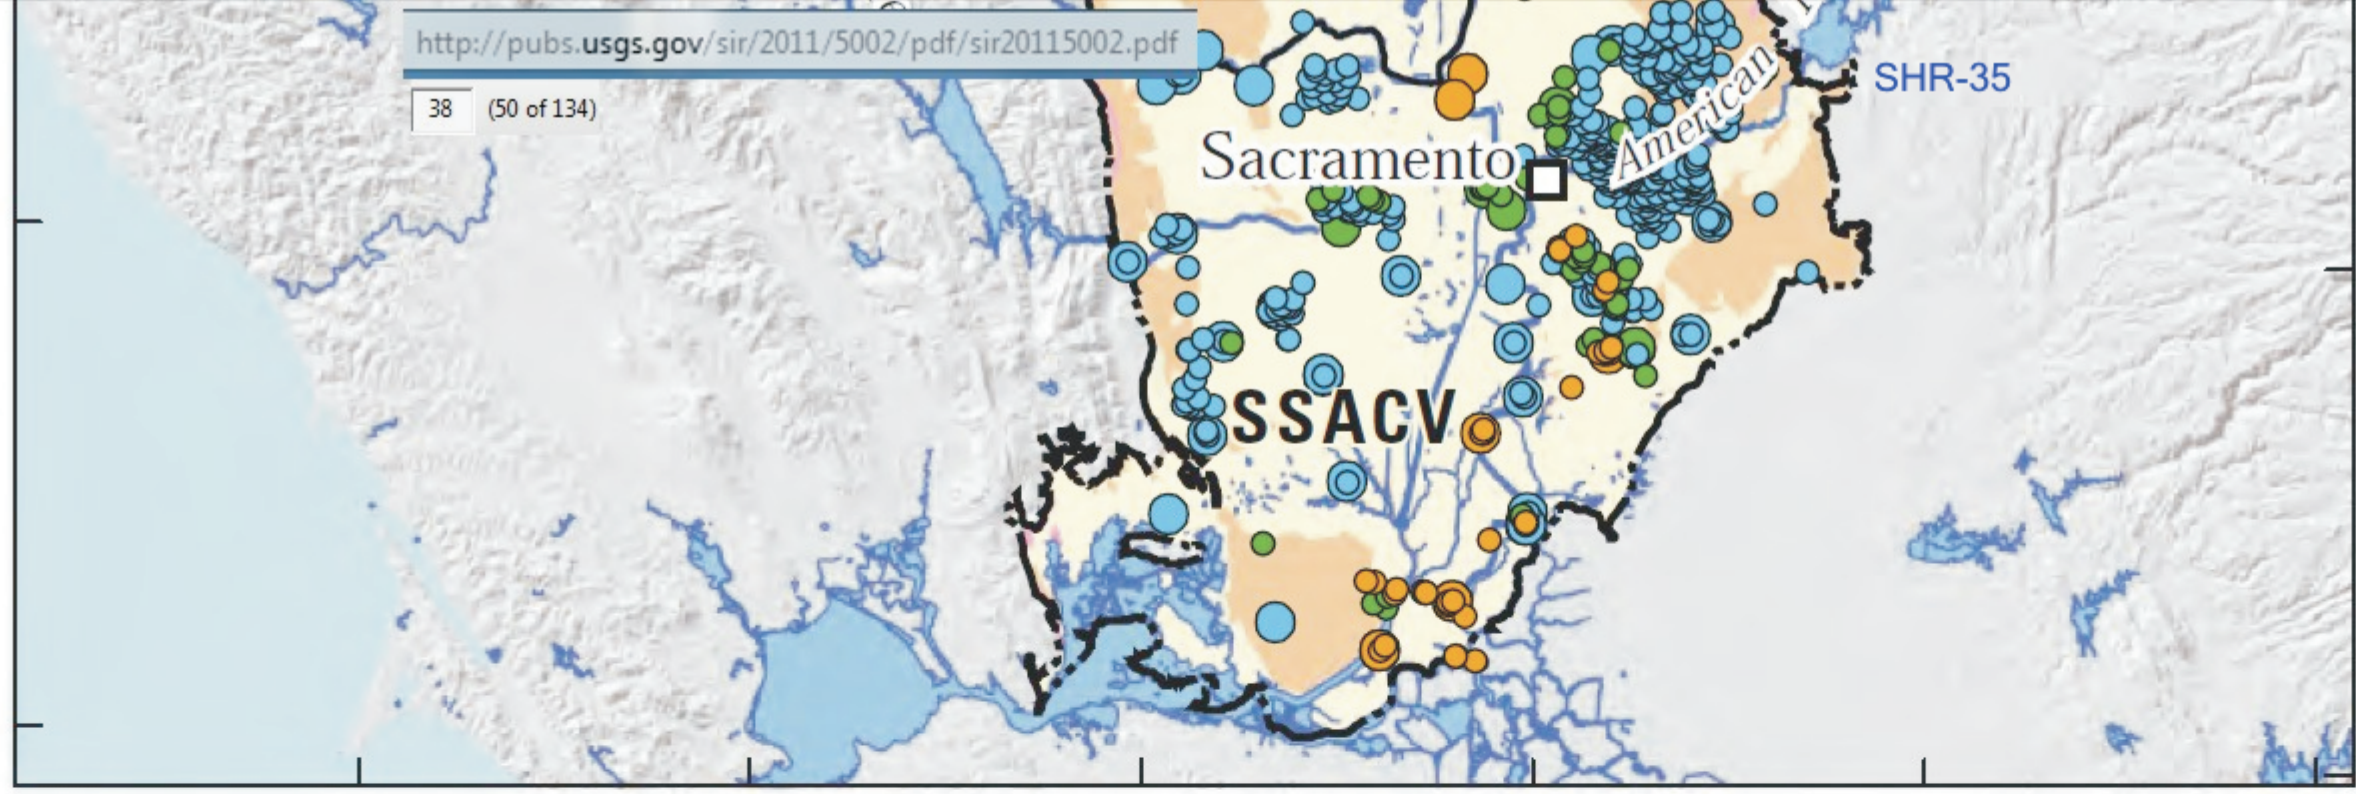 http://pubs.usgs.gov/sir/2011/5002/pdf/sir20115002.pdf
38 (50 of 134)
SHR-35
American
Sacramento
SSACV